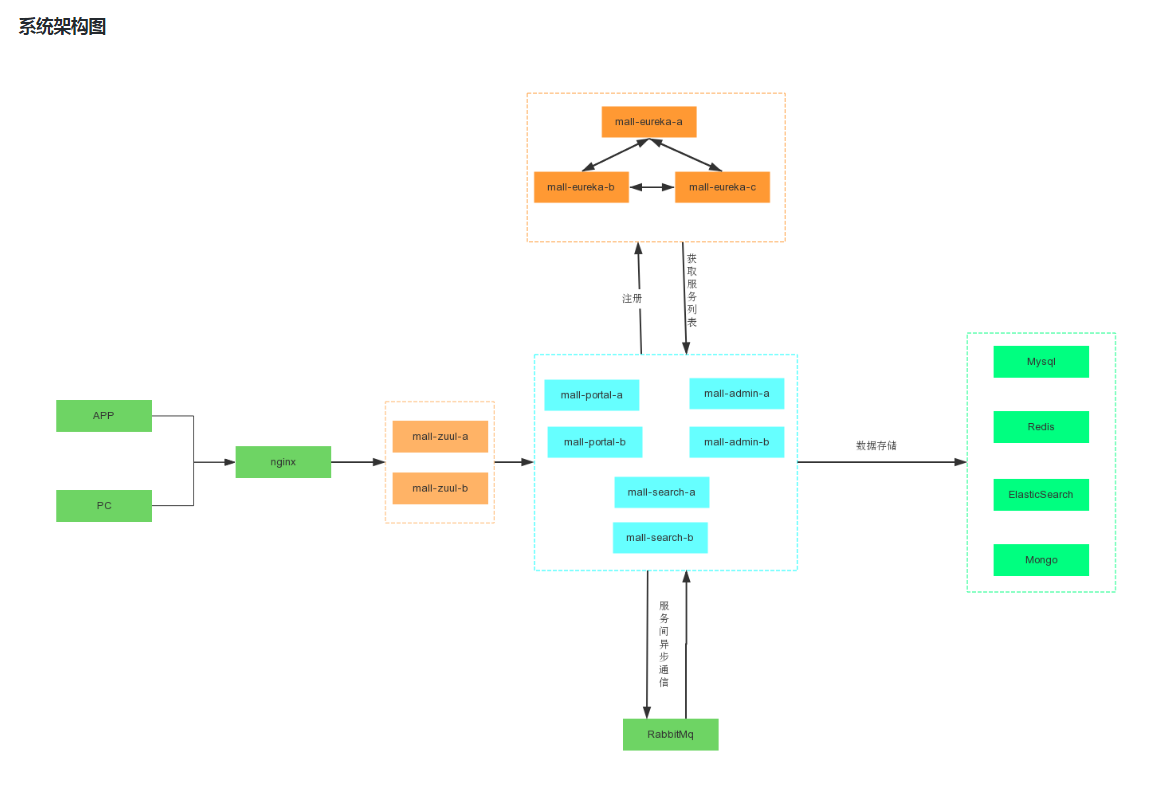 系统架构图
mall-eureka-a
mall-eureka-b
mall-eureka-c
注册
获取服务列表
APP
PC
nginx
mall-zuul-a
mall-zuul-b
mall-portal-a
mall-admin-a
mall-portal-b
mall-admin-b
mall-search-a
mall-search-b
数据存储
Mysql
Redis
ElasticSearch
Mongo
服务间异步通信
RabbitMq